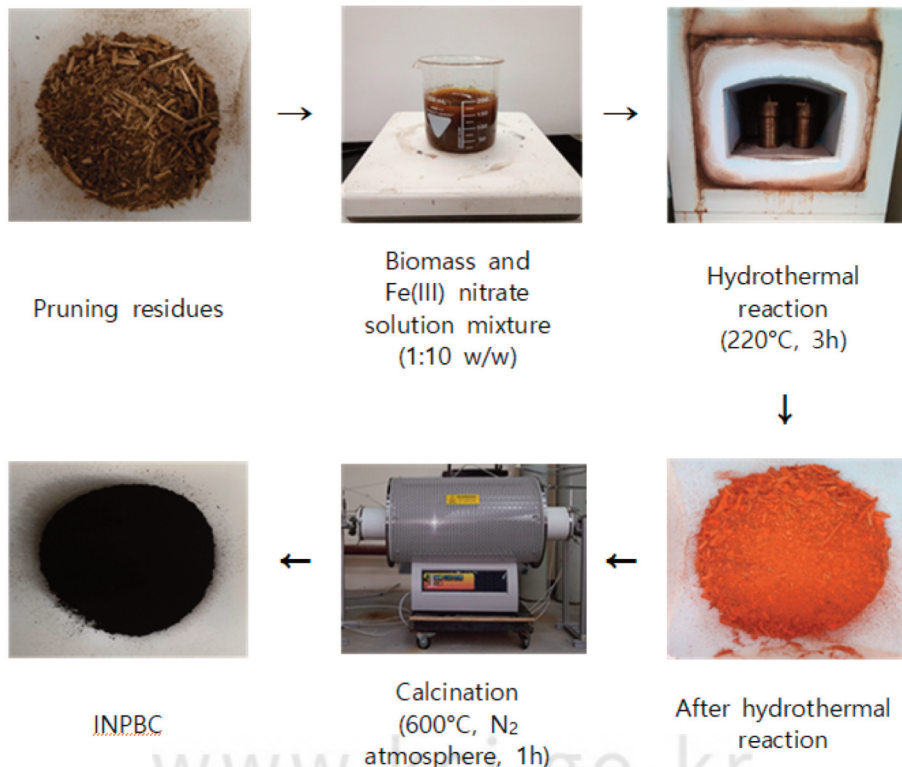 →
→
Pruning residues
Biomass and
Fe(III) nitrate
solution mixture
(1:10 w/w)
Hydrothermal
reaction
(220°C, 3h)
↓
←
←
INPBC
Calcination
(600°C, N₂
atmosphere, 1h)
After hydrothermal
reaction